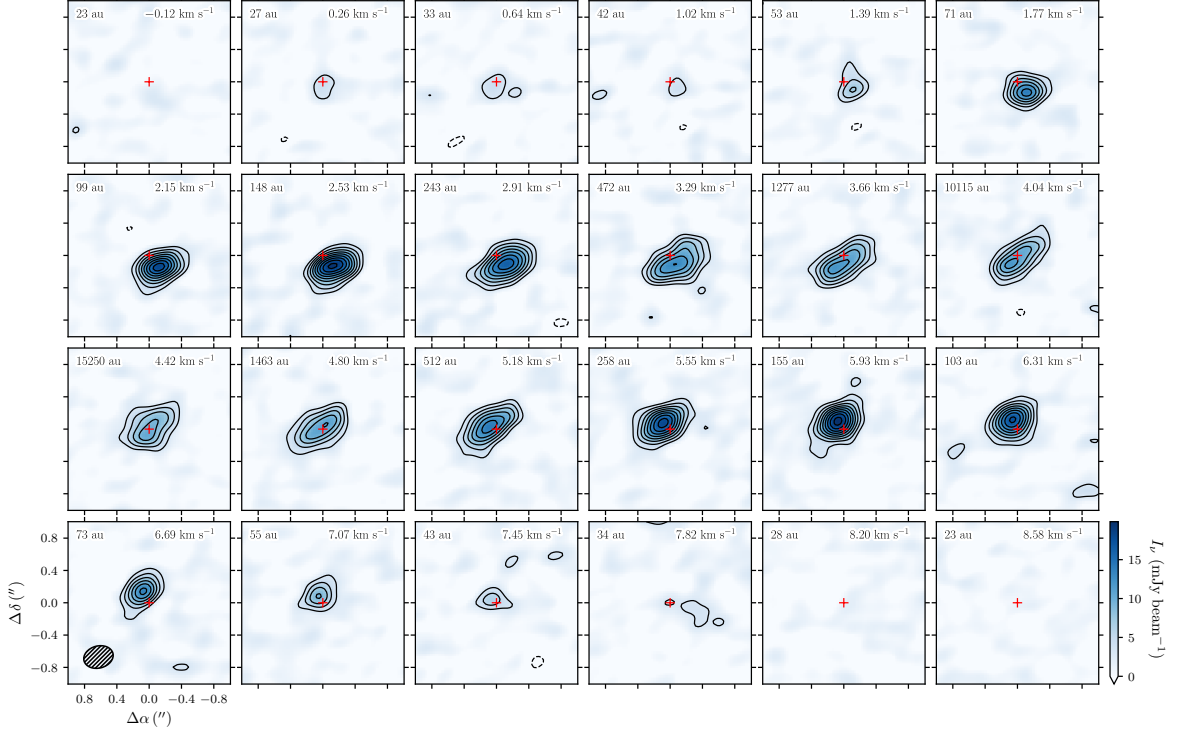 23 au −0.12 km s⁻¹
27 au 0.26 km s⁻¹
33 au 0.64 km s⁻¹
42 au 1.02 km s⁻¹
53 au 1.39 km s⁻¹
71 au 1.77 km s⁻¹
99 au 2.15 km s⁻¹
148 au 2.53 km s⁻¹
243 au 2.91 km s⁻¹
472 au 3.29 km s⁻¹
1277 au 3.66 km s⁻¹
10115 au 4.04 km s⁻¹
15250 au 4.42 km s⁻¹
1463 au 4.80 km s⁻¹
512 au 5.18 km s⁻¹
258 au 5.55 km s⁻¹
155 au 5.93 km s⁻¹
103 au 6.31 km s⁻¹
73 au 6.69 km s⁻¹
55 au 7.07 km s⁻¹
43 au 7.45 km s⁻¹
34 au 7.82 km s⁻¹
28 au 8.20 km s⁻¹
23 au 8.58 km s⁻¹
0.8
0.4
0.0
−0.4
−0.8
Δδ (″)
0.8 0.4 0.0 −0.4 −0.8
Δα (″)
15
10
5
0
Iν (mJy beam⁻¹)